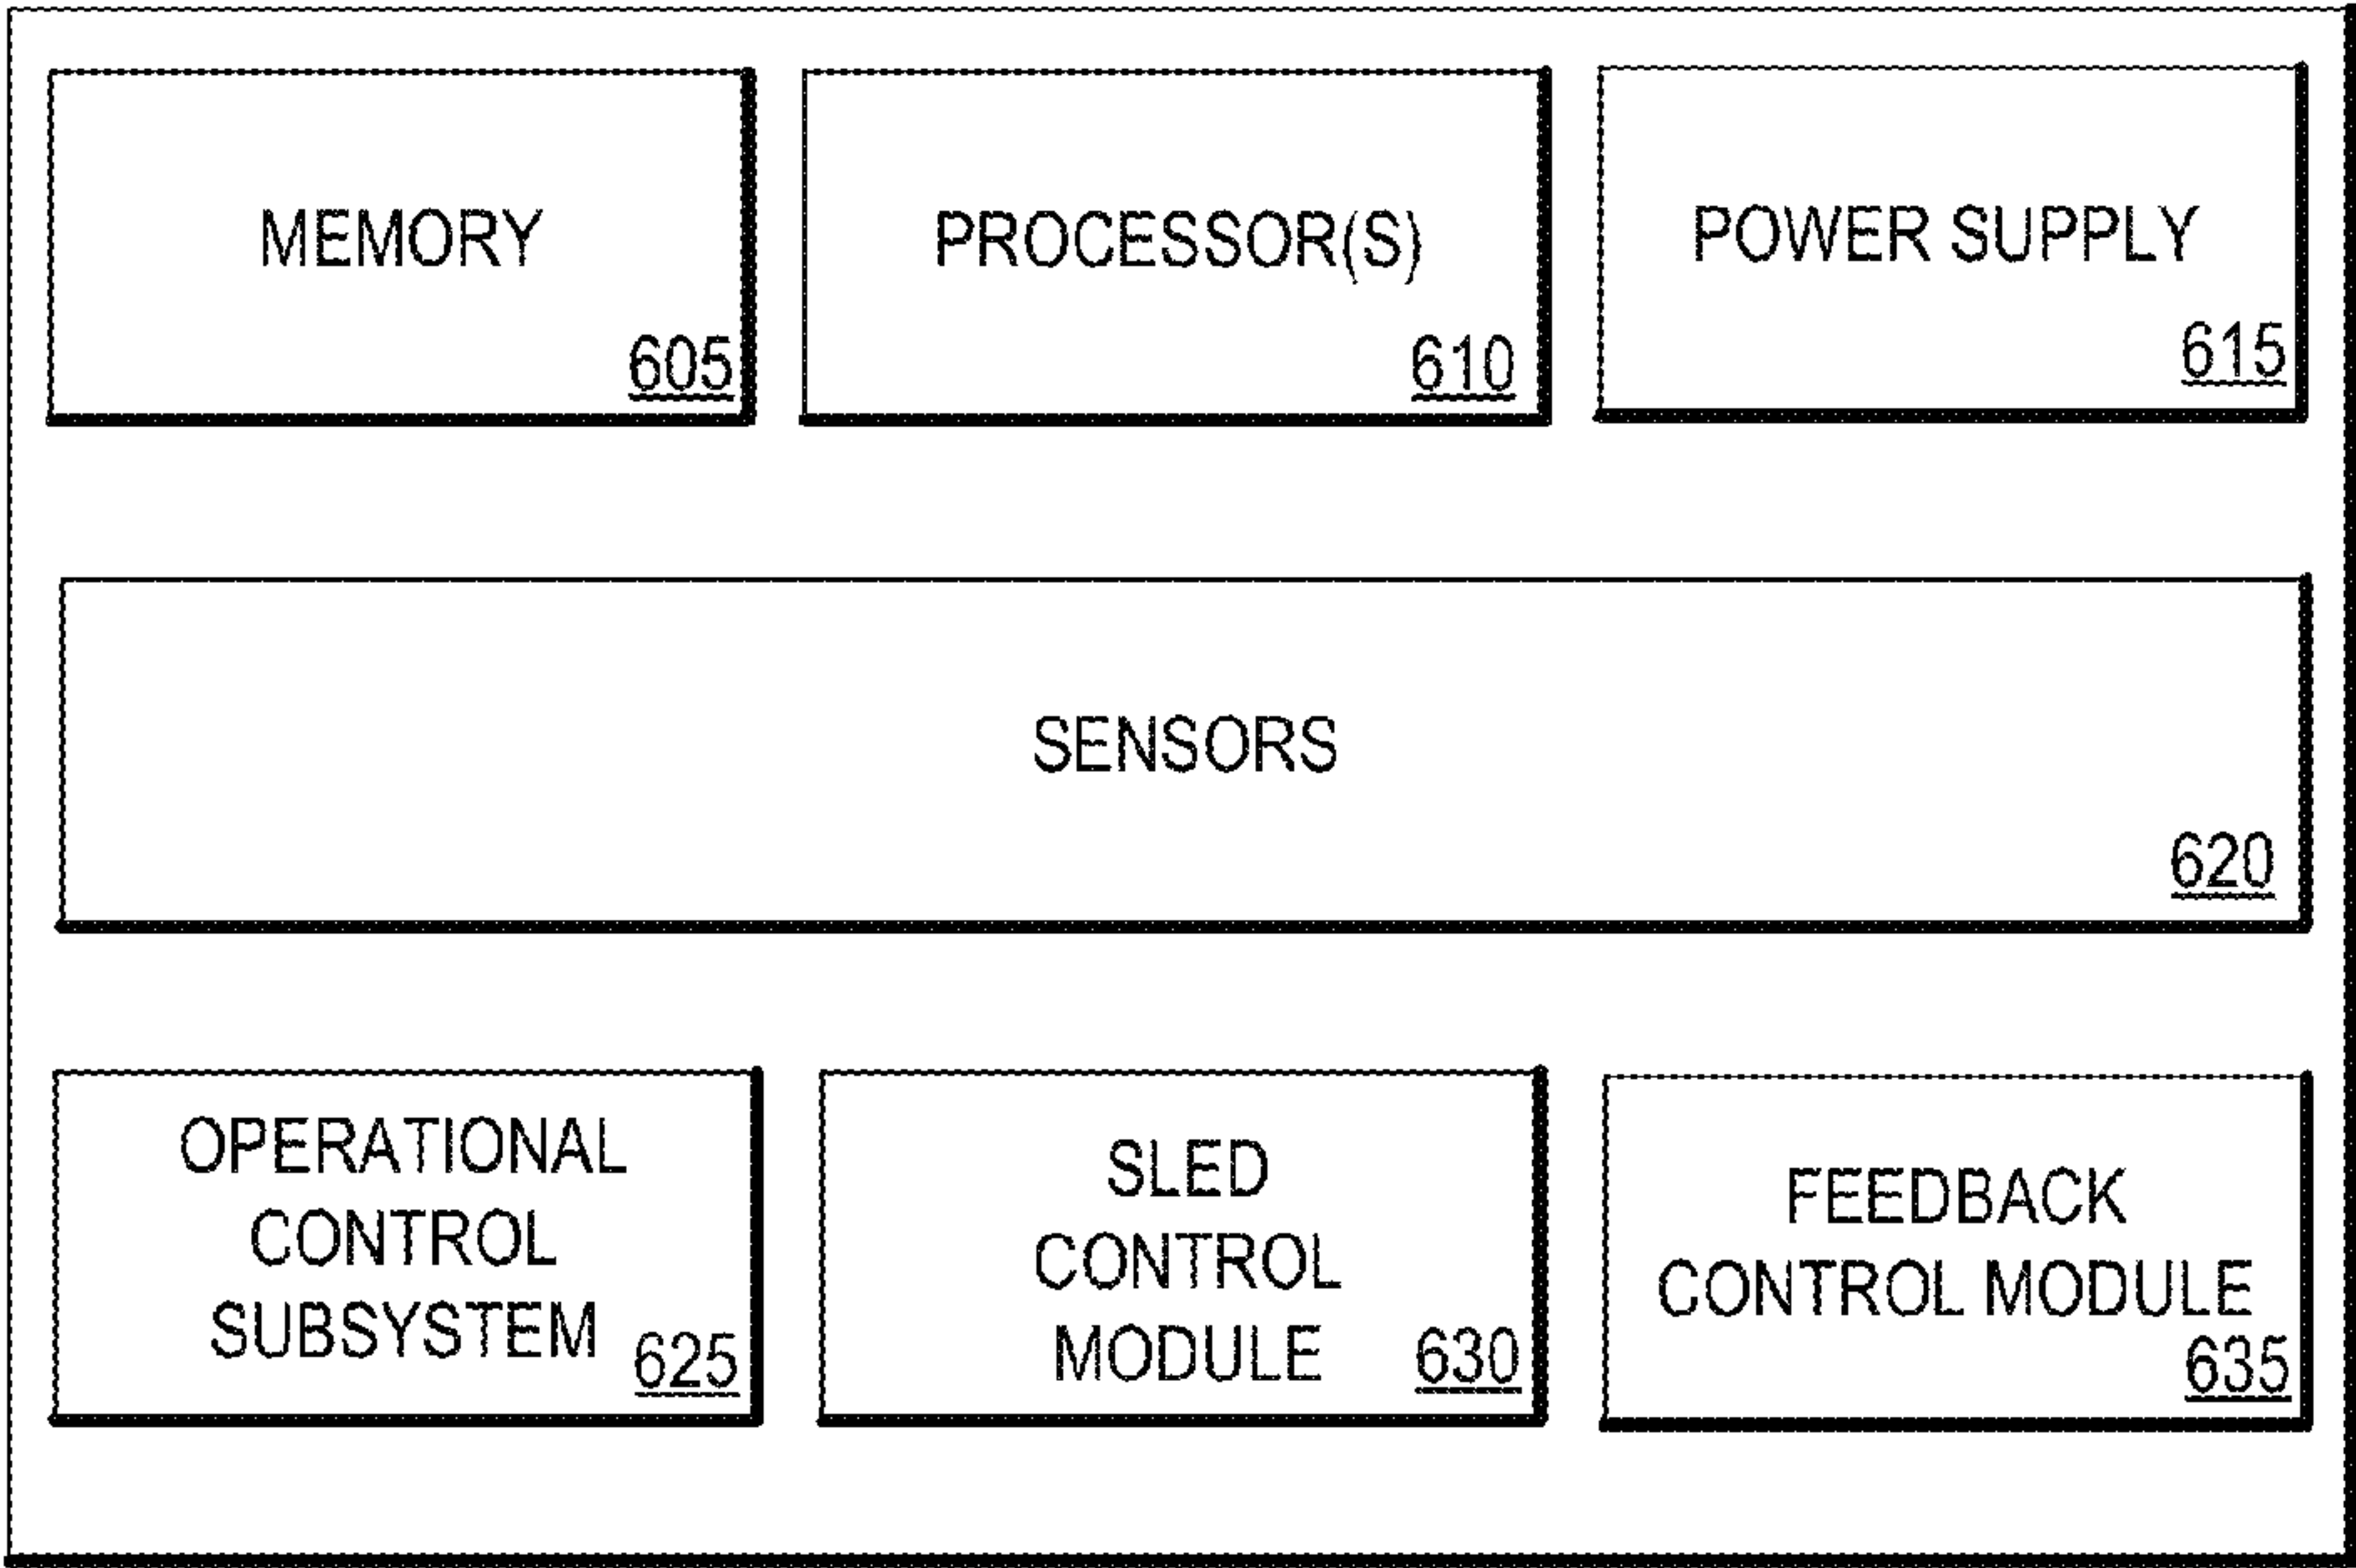 MEMORY
605
PROCESSOR(S)
610
POWER SUPPLY
615
SENSORS
620
OPERATIONAL
CONTROL
SUBSYSTEM
625
SLED
CONTROL
MODULE
630
FEEDBACK
CONTROL MODULE
635